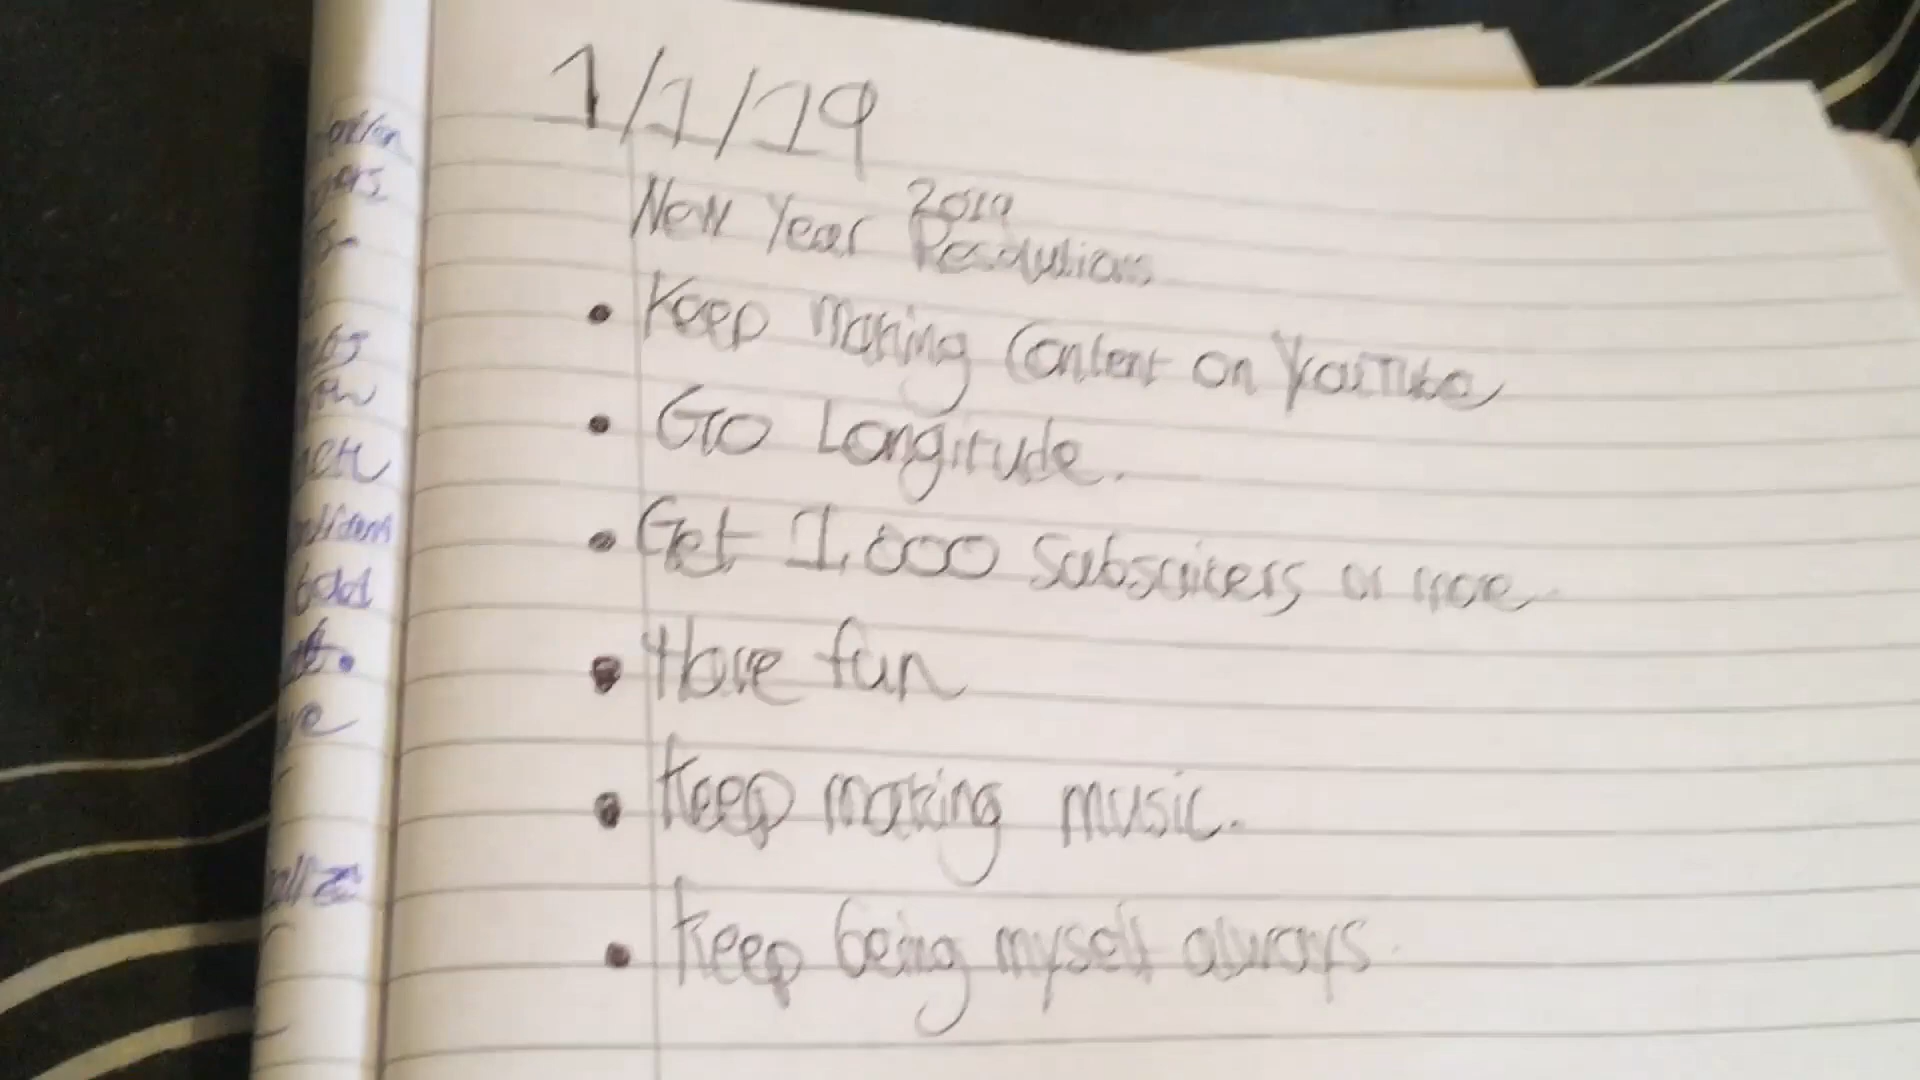 1/1/19
2019
New Year Resolutions
• Keep making Content on YouTube
• Go Longitude.
• Get 1,000 Subscribers or more
• Have fun
• Keep making music.
• Keep being myself always.
bold